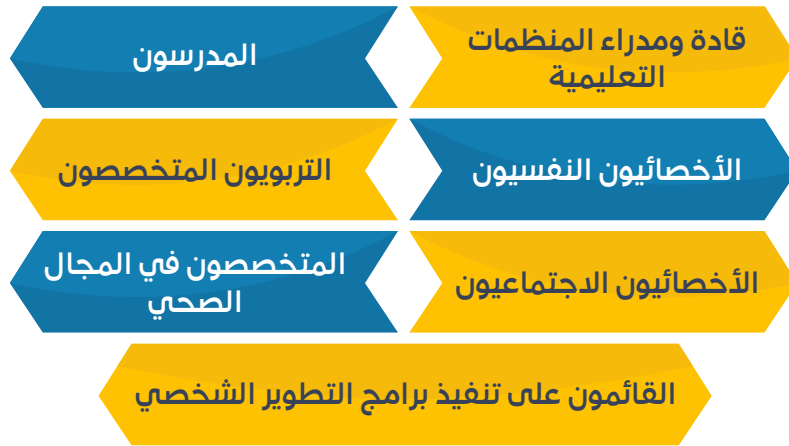 قادة ومدراء المنظمات
التعليمية
المدرسون
الأخصائيون النفسيون
التربويون المتخصصون
الأخصائيون الاجتماعيون
المتخصصون في المجال
الصحي
القائمون على تنفيذ برامج التطوير الشخصي